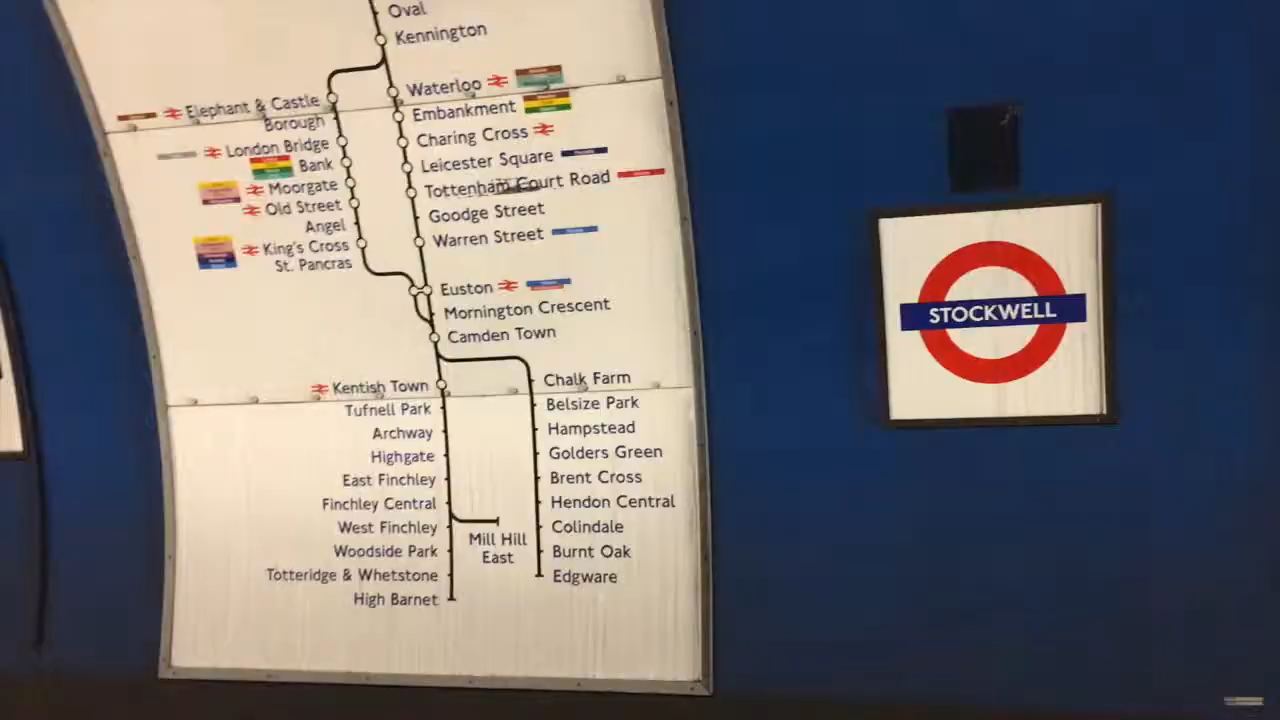 Oval
Kennington
Waterloo
Elephant & Castle
Embankment
Borough
Charing Cross
London Bridge
Leicester Square
Bank
Tottenham Court Road
Moorgate
Old Street
Goodge Street
Angel
Warren Street
King's Cross
St. Pancras
Euston
Mornington Crescent
Camden Town
Kentish Town
Tufnell Park
Archway
Highgate
East Finchley
Finchley Central
West Finchley
Woodside Park
Totteridge & Whetstone
High Barnet
Mill Hill
East
Chalk Farm
Belsize Park
Hampstead
Golders Green
Brent Cross
Hendon Central
Colindale
Burnt Oak
Edgware
STOCKWELL